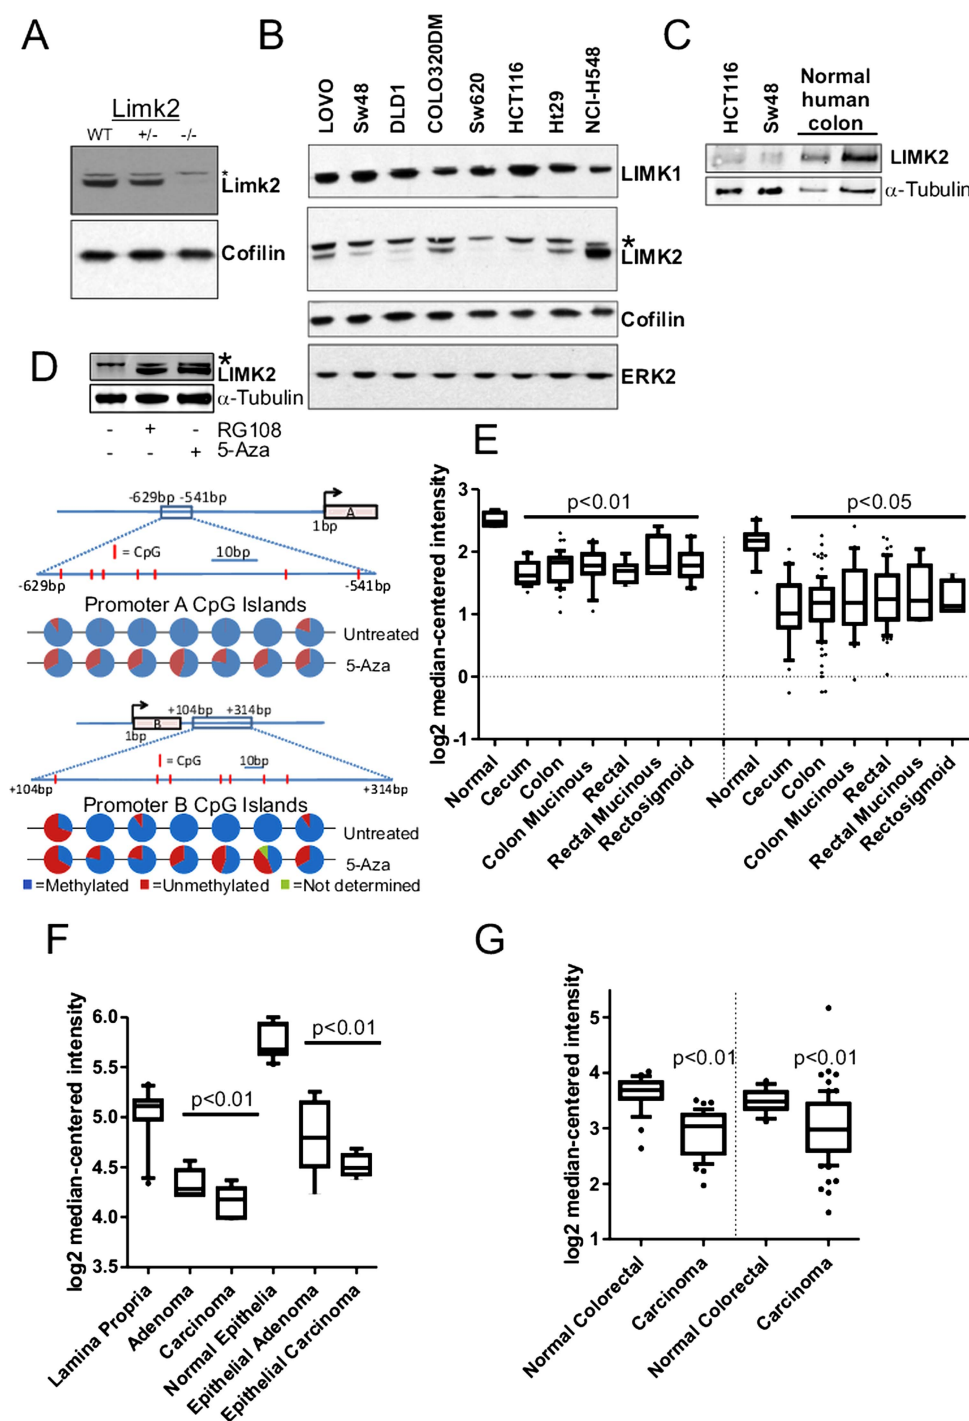 A
Limk2
WT +/- -/-
*
Limk2
Cofilin
B
LOVO
Sw48
DLD1
COLO320DM
Sw620
HCT116
Ht29
NCI-H548
LIMK1
*
LIMK2
Cofilin
ERK2
C
HCT116
Sw48
Normal
human
colon
LIMK2
α-Tubulin
D
*
LIMK2
α-Tubulin
- + - RG108
- - + 5-Aza
-629bp -541bp
A
1bp
= CpG
10bp
-629bp -541bp
Promoter A CpG Islands
Untreated
5-Aza
+104bp +314bp
B
1bp
= CpG
10bp
+104bp +314bp
Promoter B CpG Islands
Untreated
5-Aza
=Methylated =Unmethylated =Not determined
E
log2 median-centered intensity
3
2
1
0
-1
p<0.01
p<0.05
Normal
Cecum
Colon
Colon Mucinous
Rectal
Rectal Mucinous
Rectosigmoid
Normal
Cecum
Colon
Colon Mucinous
Rectal
Rectal Mucinous
Rectosigmoid
F
log2 median-centered intensity
6.0
5.5
5.0
4.5
4.0
3.5
p<0.01
p<0.01
Lamina Propria
Adenoma
Carcinoma
Normal Epithelia
Epithelial Adenoma
Epithelial Carcinoma
G
log2 median-centered intensity
5
4
3
2
1
p<0.01
p<0.01
Normal Colorectal
Carcinoma
Normal Colorectal
Carcinoma